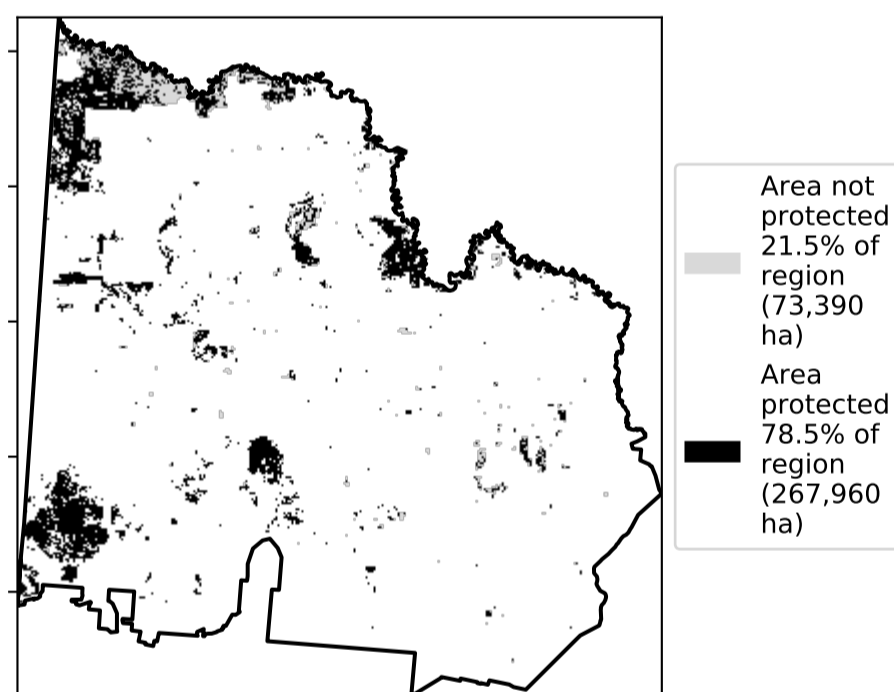 Area not
protected
21.5% of
region
(73,390
ha)
Area
protected
78.5% of
region
(267,960
ha)